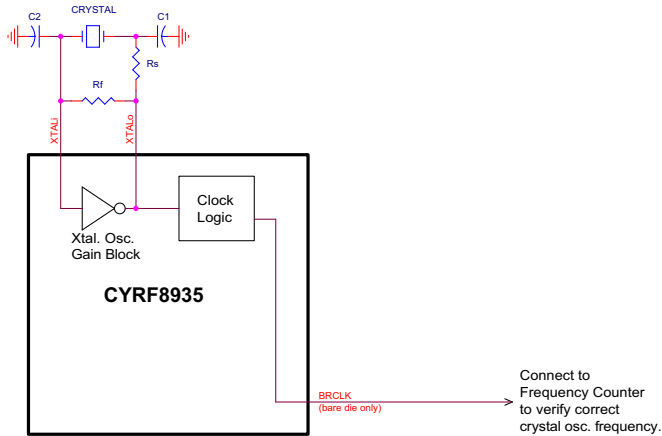 CRYSTAL
C2
C1
Rs
Rf
XTALi
XTALo
Clock
Logic
Xtal. Osc.
Gain Block
CYRF8935
BRCLK
(bare die only)
Connect to
Frequency Counter
to verify correct
crystal osc. frequency.